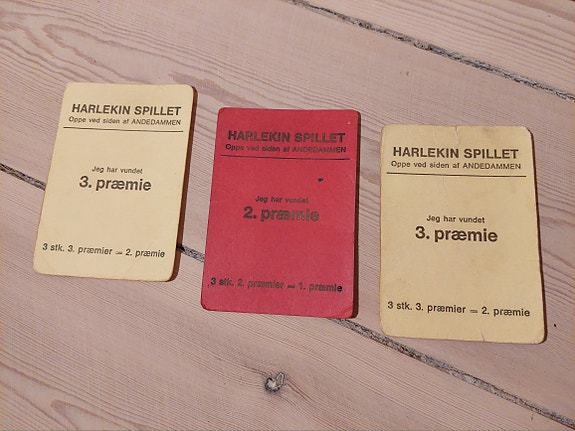 HARLEKIN SPILLET
Oppe ved siden af ANDEDAMMEN
Jeg har vundet
3. præmie
3 stk. 3. præmier = 2. præmie
HARLEKIN SPILLET
Oppe ved siden af ANDEDAMMEN
Jeg har vundet
2. præmie
3 stk. 2. præmier = 1. præmie
HARLEKIN SPILLET
Oppe ved siden af ANDEDAMMEN
Jeg har vundet
3. præmie
3 stk. 3. præmier = 2. præmie